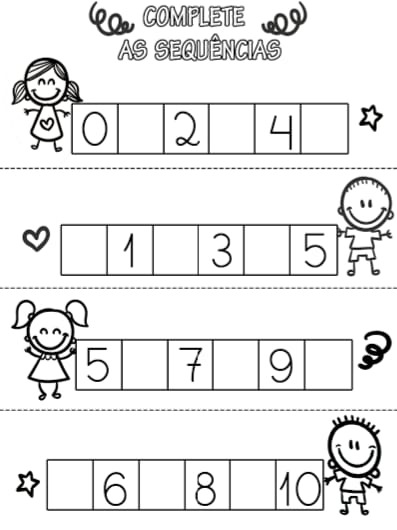 COMPLETE
AS SEQUÊNCIAS
0 2 4
1 3 5
5 7 9
6 8 10